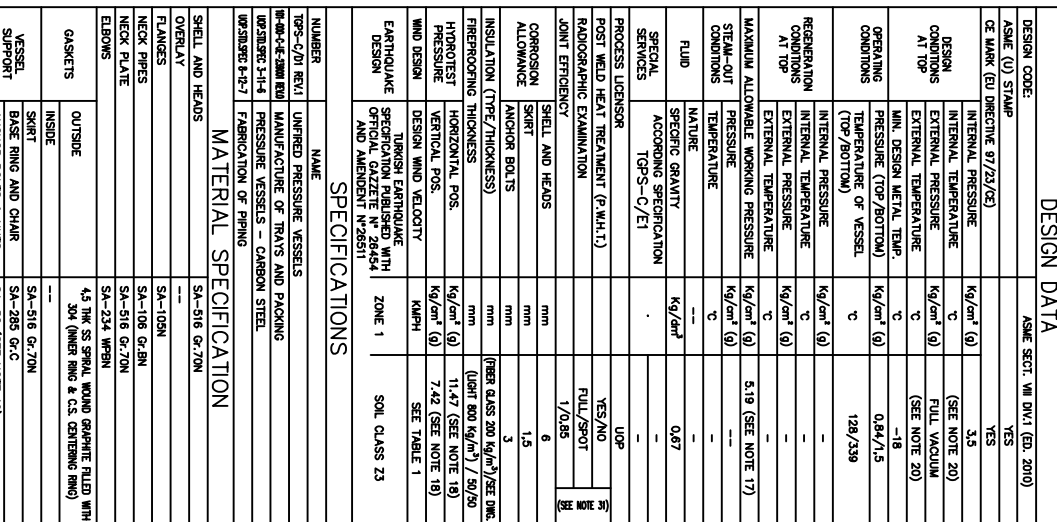 DESIGN DATA
DESIGN CODE: ASME SECT. VIII DIV.1 (ED. 2010)
ASME (U) STAMP YES
CE MARK (EU DIRECTIVE 97/23/CE) YES
DESIGN CONDITIONS AT TOP
INTERNAL PRESSURE Kg/cm² (g) 3,5
INTERNAL TEMPERATURE °C (SEE NOTE 20)
EXTERNAL PRESSURE Kg/cm² (g) FULL VACUUM
EXTERNAL TEMPERATURE °C (SEE NOTE 20)
MIN. DESIGN METAL TEMP. °C -18
OPERATING CONDITIONS
PRESSURE (TOP/BOTTOM) Kg/cm² (g) 0,84/1,5
TEMPERATURE OF VESSEL (TOP/BOTTOM) °C 128/339
REGENERATION CONDITIONS AT TOP
INTERNAL PRESSURE Kg/cm² (g) -
INTERNAL TEMPERATURE °C -
EXTERNAL PRESSURE Kg/cm² (g) -
EXTERNAL TEMPERATURE °C -
MAXIMUM ALLOWABLE WORKING PRESSURE Kg/cm² (g) 5.19 (SEE NOTE 17)
STEAM-OUT CONDITIONS
PRESSURE Kg/cm² (g) --
TEMPERATURE °C -
FLUID
NATURE -- -
SPECIFIC GRAVITY Kg/dm³ 0,67
SPECIAL SERVICES
ACCORDING SPECIFICATION TGPS-C/E1 . -
PROCESS LICENSOR UOP
POST WELD HEAT TREATMENT (P.W.H.T.) YES/NO
RADIOGRAPHIC EXAMINATION FULL/SPOT
JOINT EFFICIENCY 1/0,85
(SEE NOTE 31)
CORROSION ALLOWANCE
SHELL AND HEADS mm 6
SKIRT mm 1,5
ANCHOR BOLTS mm 3
INSULATION (TYPE/THICKNESS) mm (FIBER GLASS 200 Kg/m³)/SEE DWG.
FIREPROOFING THICKNESS mm (LIGHT 800 Kg/m³) / 50/50
HYDROTEST PRESSURE
HORIZONTAL POS. Kg/cm² (g) 11.47 (SEE NOTE 18)
VERTICAL POS. Kg/cm² (g) 7.42 (SEE NOTE 18)
WIND DESIGN DESIGN WIND VELOCITY KMPH SEE TABLE 1
EARTHQUAKE DESIGN
TURKISH EARTHQUAKE
SPECIFICATION PUBLISHED WITH
OFFICIAL GAZZETE Nº 26454
AND AMENDENT Nº26511
ZONE 1 SOIL CLASS Z3
SPECIFICATIONS
NUMBER NAME
TGPS-C/D1 REV.1 UNFIRED PRESSURE VESSELS
MANUFACTURE OF TRAYS AND PACKING
UOP.STD.SPEC 3-11-6 PRESSURE VESSELS - CARBON STEEL
UOP.STD.SPEC 8-12-7 FABRICATION OF PIPING
MATERIAL SPECIFICATION
SHELL AND HEADS SA-516 Gr.70N
OVERLAY --
FLANGES SA-105N
NECK PIPES SA-106 Gr.BN
NECK PLATE SA-516 Gr.70N
ELBOWS SA-234 WPBN
GASKETS
OUTSIDE 4,5 THK SS SPIRAL WOUND GRAPHITE FILLED WITH
304 (INNER RING & C.S. CENTERING RING)
INSIDE --
VESSEL SUPPORT
SKIRT SA-516 Gr.70N
BASE RING AND CHAIR SA-285 Gr.C